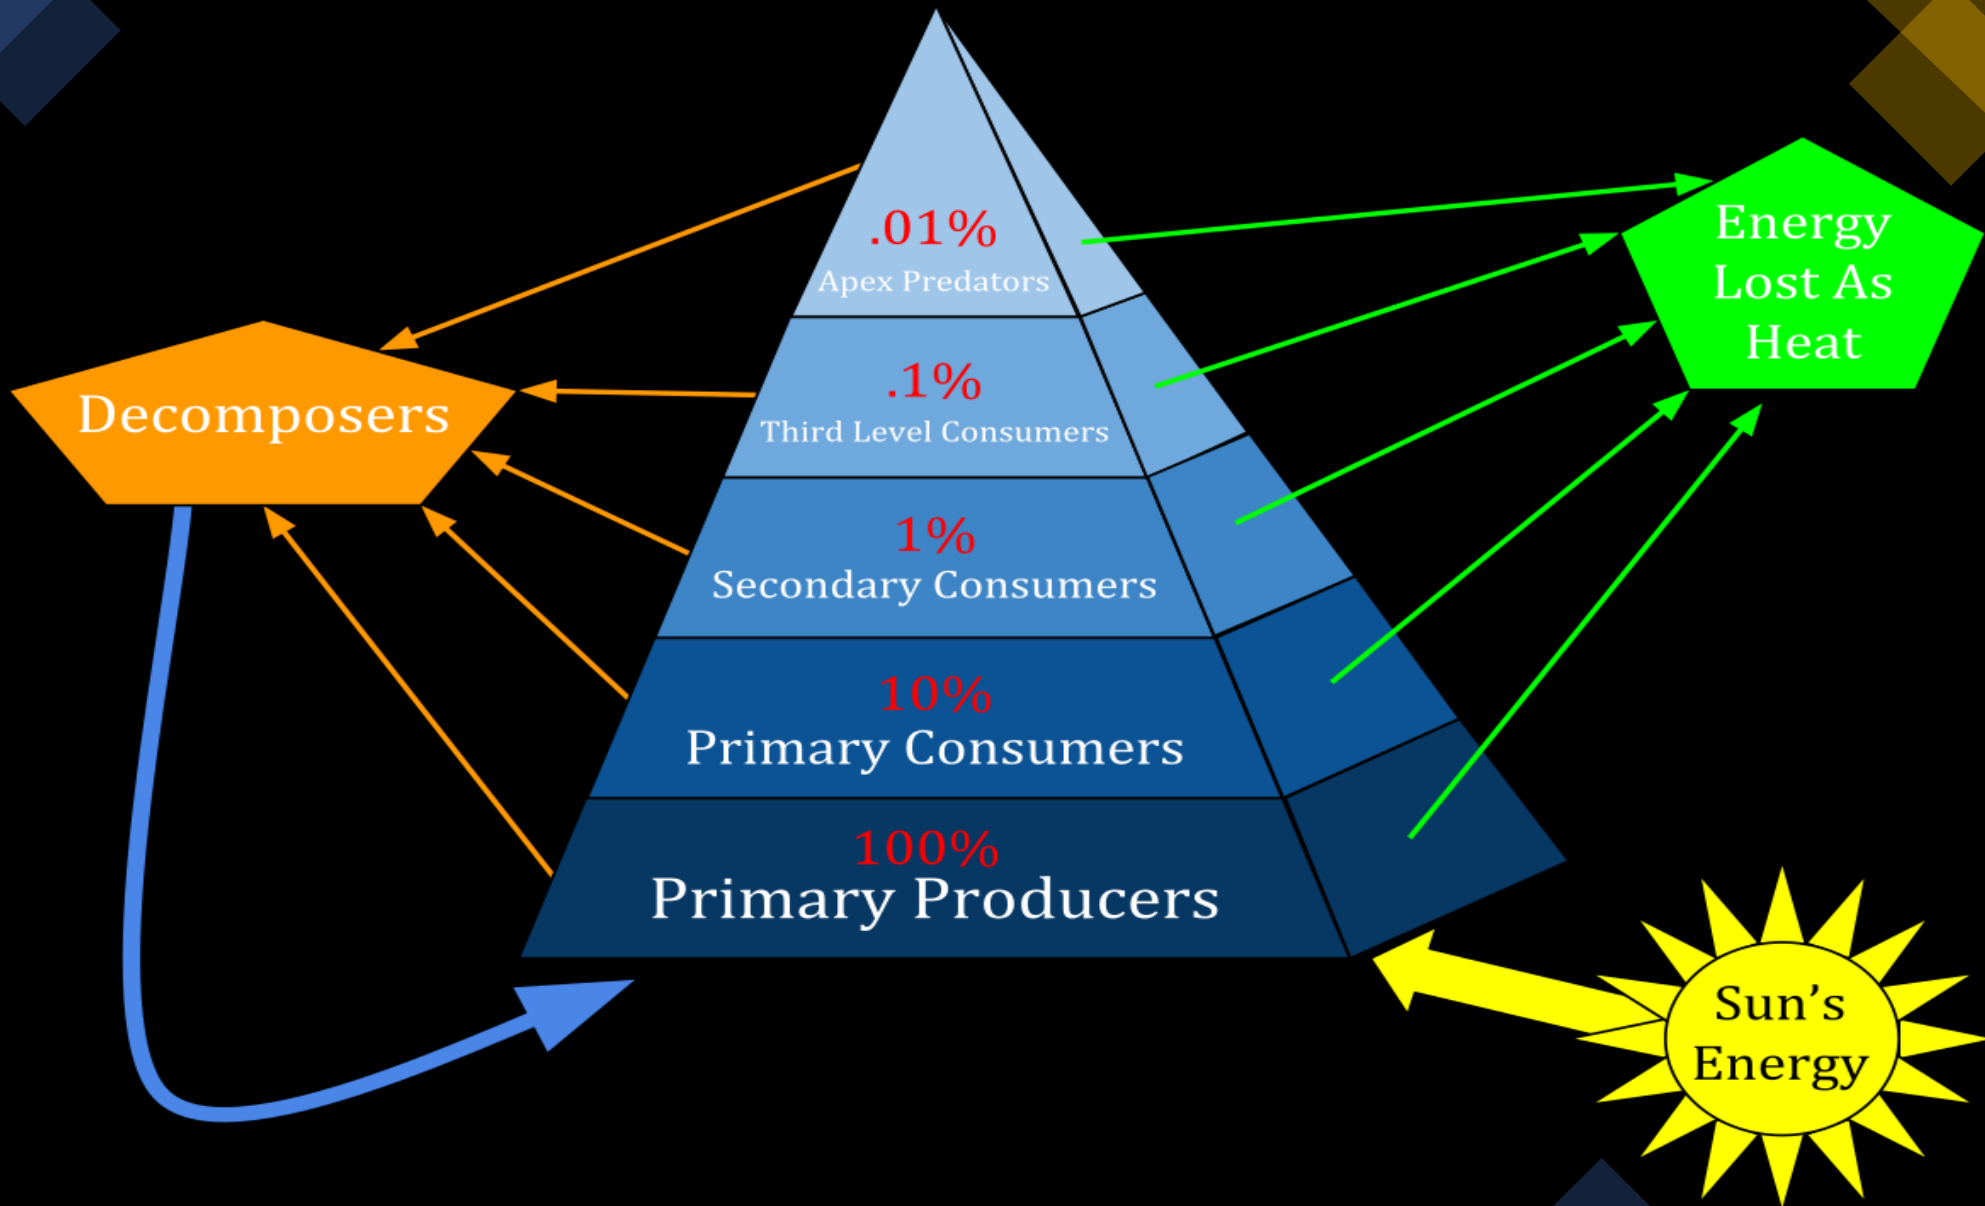 .01%
Apex Predators
.1%
Third Level Consumers
1%
Secondary Consumers
10%
Primary Consumers
100%
Primary Producers
Decomposers
Energy
Lost As
Heat
Sun’s
Energy